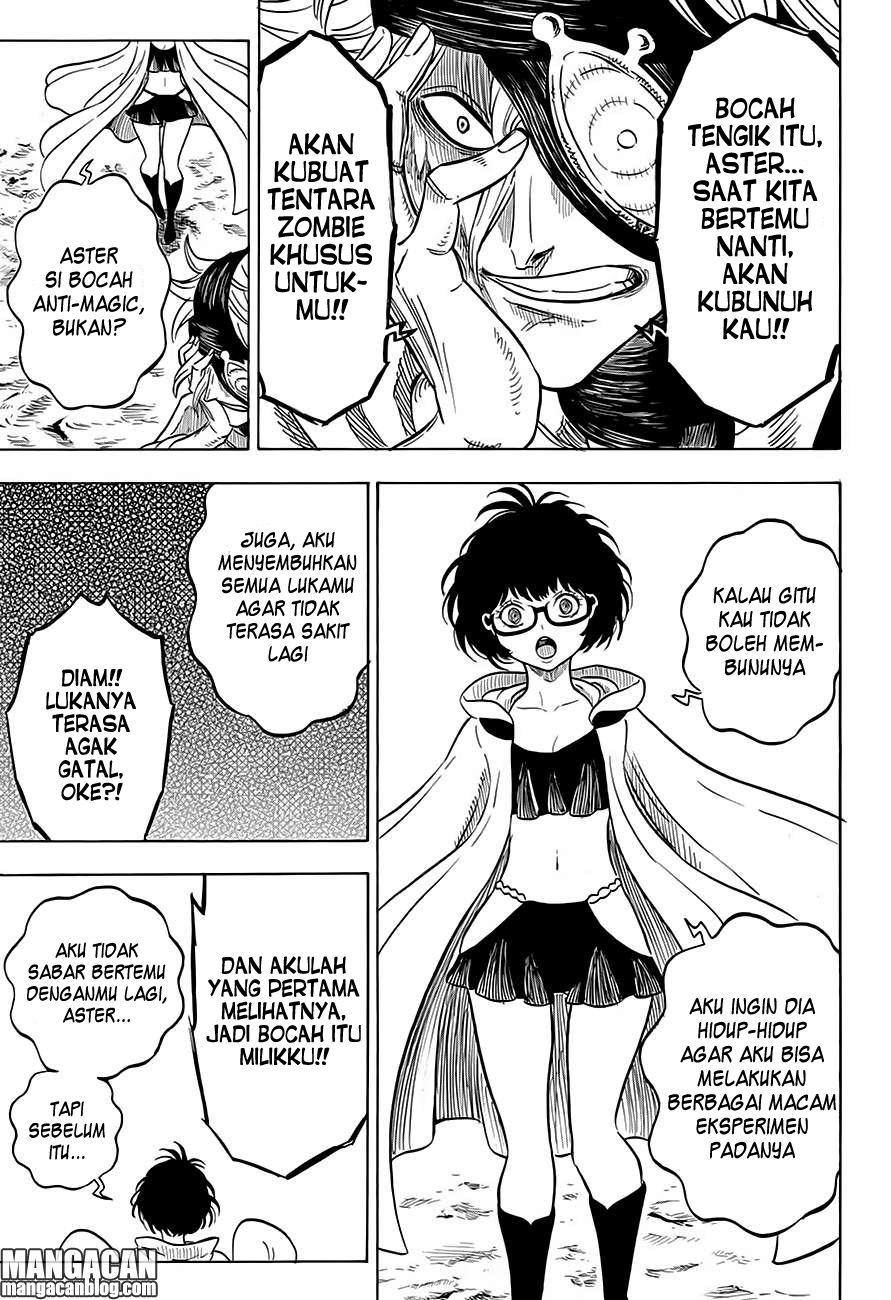 BOCAH
TENGIK ITU,
ASTER...
SAAT KITA
BERTEMU
NANTI,
AKAN
KUBUNUH
KAU!!
AKAN
KUBUAT
TENTARA
ZOMBIE
KHUSUS
UNTUK-
MU!!
ASTER
SI BOCAH
ANTI-MAGIC,
BUKAN?
KALAU GITU
KAU TIDAK
BOLEH MEM-
BUNUNYA
AKU INGIN DIA
HIDUP-HIDUP
AGAR AKU BISA
MELAKUKAN
BERBAGAI MACAM
EKSPERIMEN
PADANYA
JUGA, AKU
MENYEMBUHKAN
SEMUA LUKAMU
AGAR TIDAK
TERASA SAKIT
LAGI
DIAM!!
LUKANYA
TERASA
AGAK
GATAL,
OKE?!
DAN AKULAH
YANG PERTAMA
MELIHATNYA,
JADI BOCAH ITU
MILIKKU!!
AKU TIDAK
SABAR BERTEMU
DENGANMU LAGI,
ASTER...
TAPI
SEBELUM
ITU...
MANGACAN
mangacanblog.com